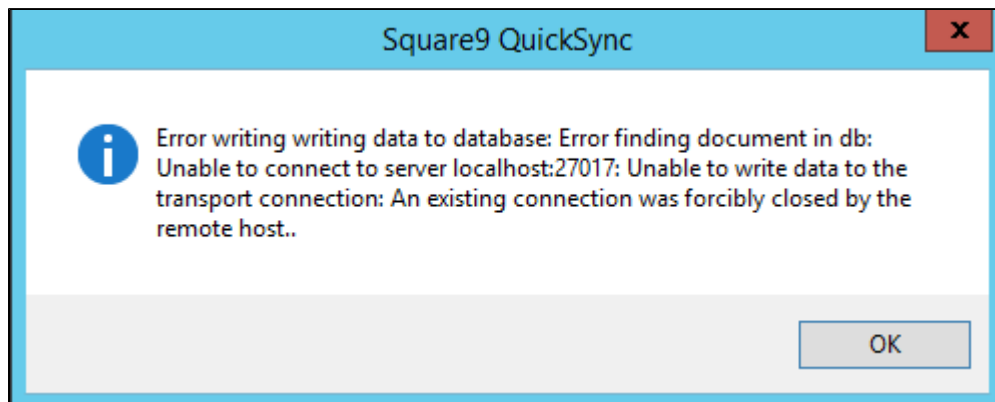 Square9 QuickSync
x
Error writing writing data to database: Error finding document in db:
Unable to connect to server localhost:27017: Unable to write data to the
transport connection: An existing connection was forcibly closed by the
remote host..
OK